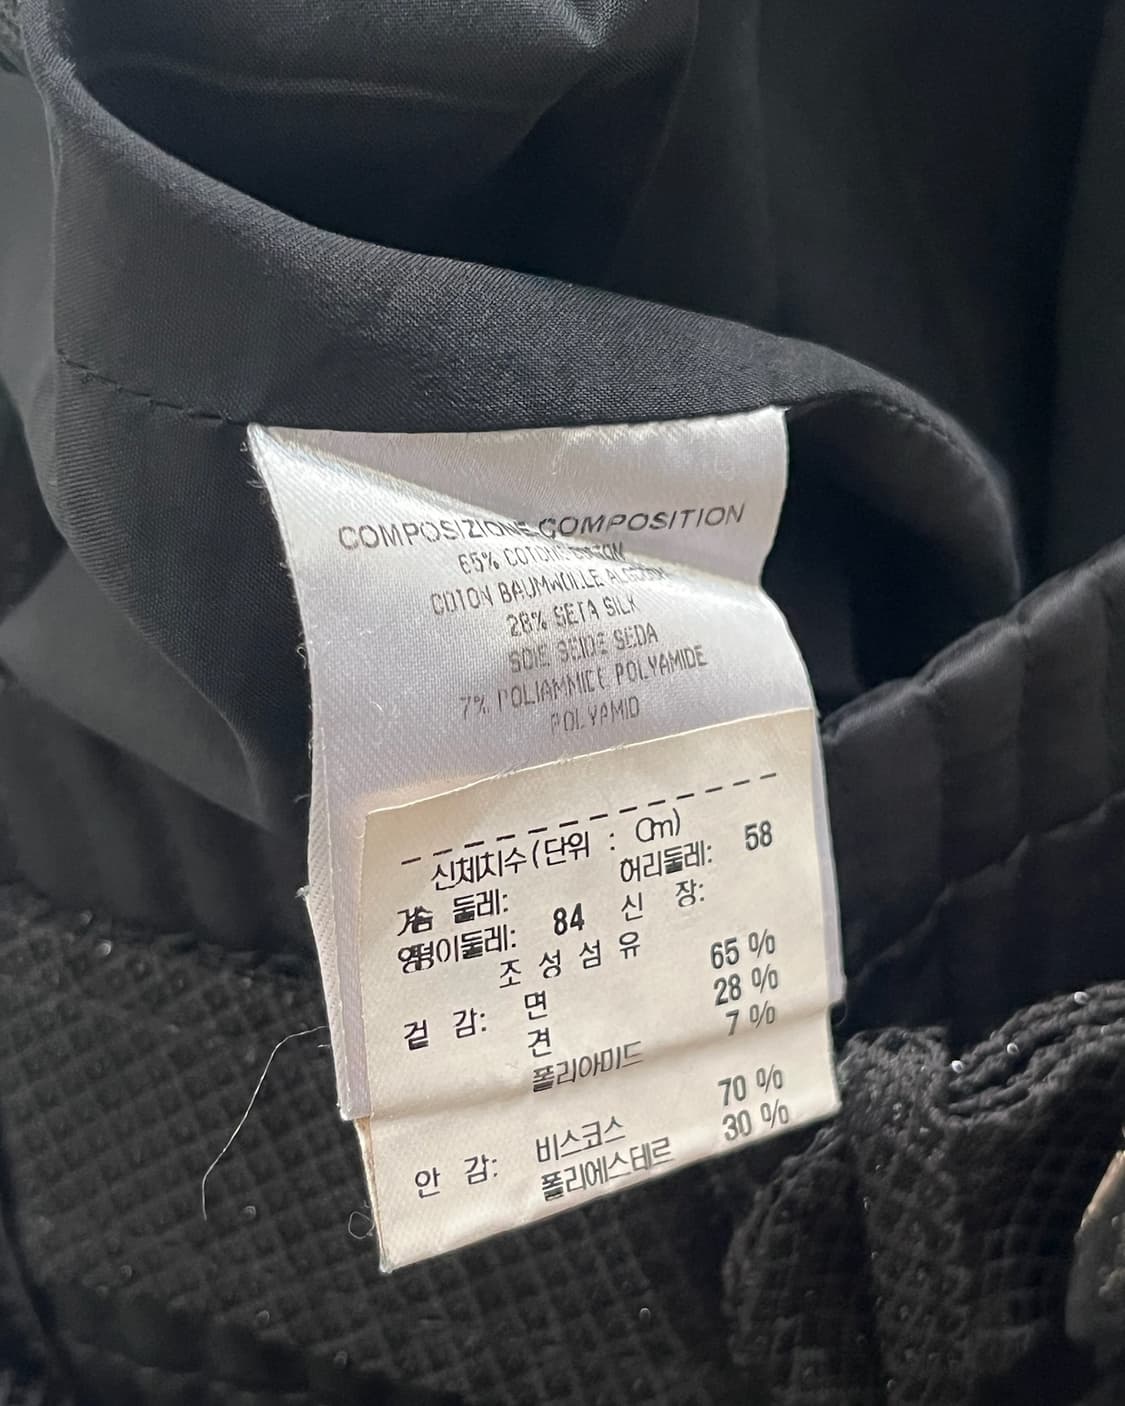 COMPOSIZIONE COMPOSITION
65% COTONE COTTON
COTON BAUMWOLLE ALGODON
28% SETA SILK
SOIE SEIDE SEDA
7% POLIAMMIDE POLYAMIDE
POLYAMID
신체치수(단위 : Cm)
가슴 둘레: 허리둘레: 58
엉덩이둘레: 84 신 장:
조 성 섬 유
겉 감: 면 65 %
견 28 %
폴리아미드 7 %
안 감: 비스코스 70 %
폴리에스테르 30 %